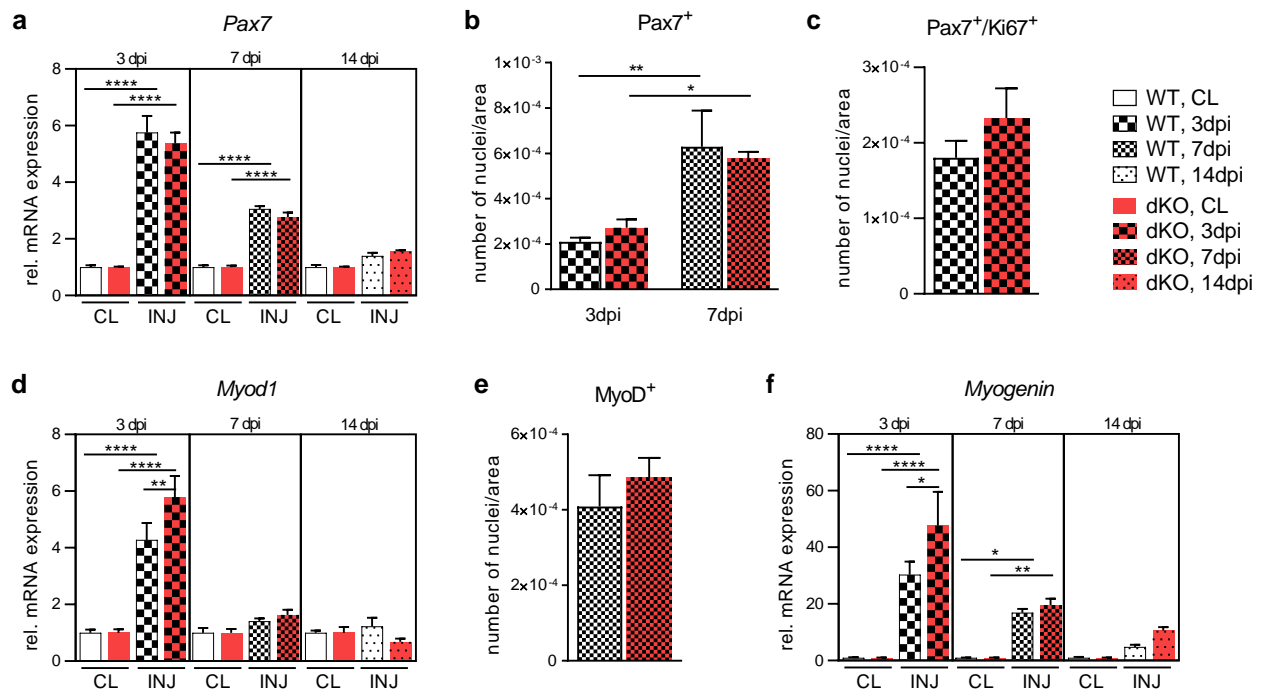 a
Pax7
3 dpi 7 dpi 14 dpi
rel. mRNA expression
8
6
4
2
0
****
****
****
****
CL INJ CL INJ CL INJ
b
Pax7⁺
number of nuclei/area
1×10⁻³
8×10⁻⁴
6×10⁻⁴
4×10⁻⁴
2×10⁻⁴
0
**
*
3dpi 7dpi
c
Pax7⁺/Ki67⁺
number of nuclei/area
3×10⁻⁴
2×10⁻⁴
1×10⁻⁴
0
WT, CL
WT, 3dpi
WT, 7dpi
WT, 14dpi
dKO, CL
dKO, 3dpi
dKO, 7dpi
dKO, 14dpi
d
Myod1
3 dpi 7 dpi 14 dpi
rel. mRNA expression
8
6
4
2
0
****
****
**
CL INJ CL INJ CL INJ
e
MyoD⁺
number of nuclei/area
6×10⁻⁴
4×10⁻⁴
2×10⁻⁴
0
f
Myogenin
3 dpi 7 dpi 14 dpi
rel. mRNA expression
80
60
40
20
0
****
****
*
*
**
CL INJ CL INJ CL INJ